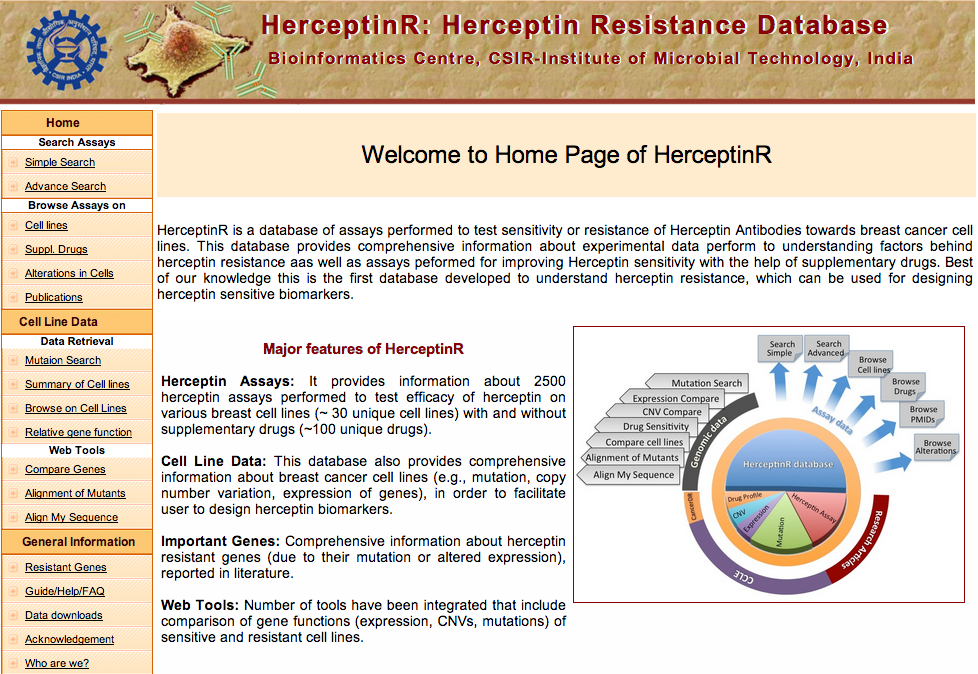 HerceptinR: Herceptin Resistance Database
Bioinformatics Centre, CSIR-Institute of Microbial Technology, India
CSIR INDIA
Home
Search Assays
Simple Search
Advance Search
Browse Assays on
Cell lines
Suppl. Drugs
Alterations in Cells
Publications
Cell Line Data
Data Retrieval
Mutaion Search
Summary of Cell lines
Browse on Cell Lines
Relative gene function
Web Tools
Compare Genes
Alignment of Mutants
Align My Sequence
General Information
Resistant Genes
Guide/Help/FAQ
Data downloads
Acknowledgement
Who are we?
Welcome to Home Page of HerceptinR
HerceptinR is a database of assays performed to test sensitivity or resistance of Herceptin Antibodies towards breast cancer cell
lines. This database provides comprehensive information about experimental data perform to understanding factors behind
herceptin resistance aas well as assays peformed for improving Herceptin sensitivity with the help of supplementary drugs. Best
of our knowledge this is the first database developed to understand herceptin resistance, which can be used for designing
herceptin sensitive biomarkers.
Major features of HerceptinR
Herceptin Assays: It provides information about 2500
herceptin assays performed to test efficacy of herceptin on
various breast cell lines (~ 30 unique cell lines) with and without
supplementary drugs (~100 unique drugs).
Cell Line Data: This database also provides comprehensive
information about breast cancer cell lines (e.g., mutation, copy
number variation, expression of genes), in order to facilitate
user to design herceptin biomarkers.
Important Genes: Comprehensive information about herceptin
resistant genes (due to their mutation or altered expression),
reported in literature.
Web Tools: Number of tools have been integrated that include
comparison of gene functions (expression, CNVs, mutations) of
sensitive and resistant cell lines.
Search
Simple
Search
Advanced
Browse
Cell lines
Browse
Drugs
Browse
PMIDs
Browse
Alterations
Assay data
Mutation Search
Expression Compare
CNV Compare
Drug Sensitivity
Compare cell lines
Alignment of Mutants
Align My Sequence
Genomic data
HerceptinR database
Drug Profile
CNV
Expression
Mutation
Herceptin Assay
CancerDR
CCLE
Research Articles